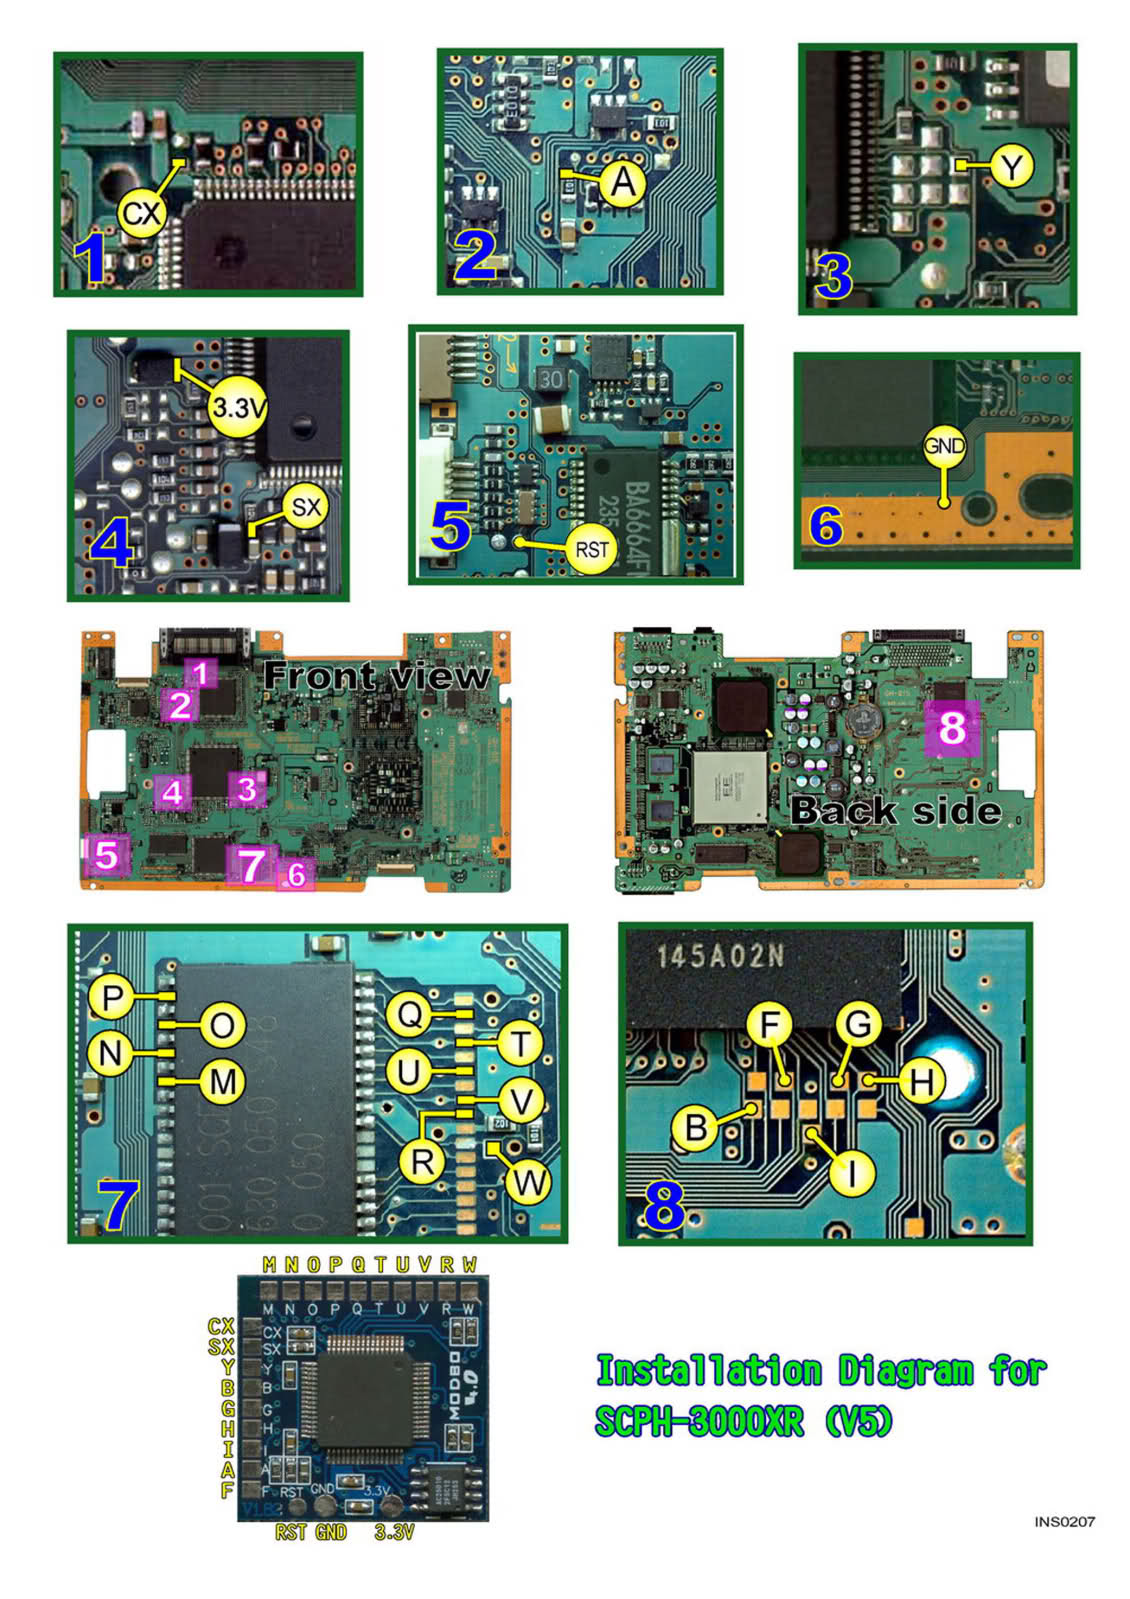 CX
1
A
2
Y
3
3.3V
SX
4
30
BA6664FM
RST
5
GND
6
Front view
1
2
3
4
5
6
7
Back side
8
P
O
N
M
Q
T
U
V
R
W
7
145A02N
F
G
H
B
I
8
M N O P Q T U V R W
M N O P Q T U V R W
CX CX
SX SX
Y Y
B B
G G
H H
I I
A A
F F
MODBO
4.0
RST GND 3.3V
V1.82
RST GND 3.3V
Installation Diagram for
SCPH-3000XR (V5)
INS0207